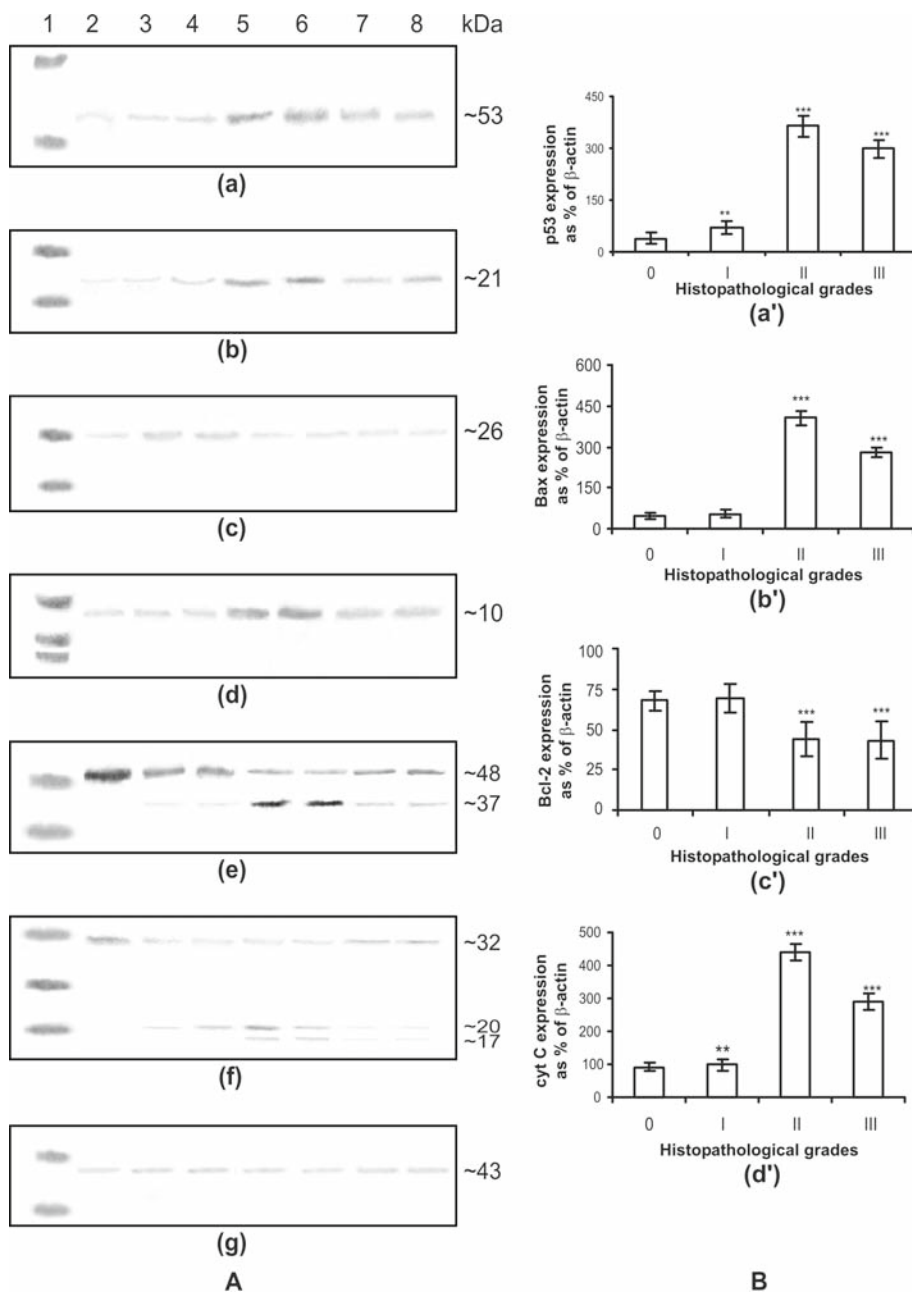 1 2 3 4 5 6 7 8 kDa
~53
(a)
~21
(b)
~26
(c)
~10
(d)
~48
~37
(e)
~32
~20
~17
(f)
~43
(g)
A
p53 expression
as % of β-actin
450
300
150
0
**
***
***
0 I II III
Histopathological grades
(a')
Bax expression
as % of β-actin
600
450
300
150
0
***
***
0 I II III
Histopathological grades
(b')
Bcl-2 expression
as % of β-actin
100
75
50
25
0
***
***
0 I II III
Histopathological grades
(c')
cyt C expression
as % of β-actin
500
400
300
200
100
0
**
***
***
0 I II III
Histopathological grades
(d')
B